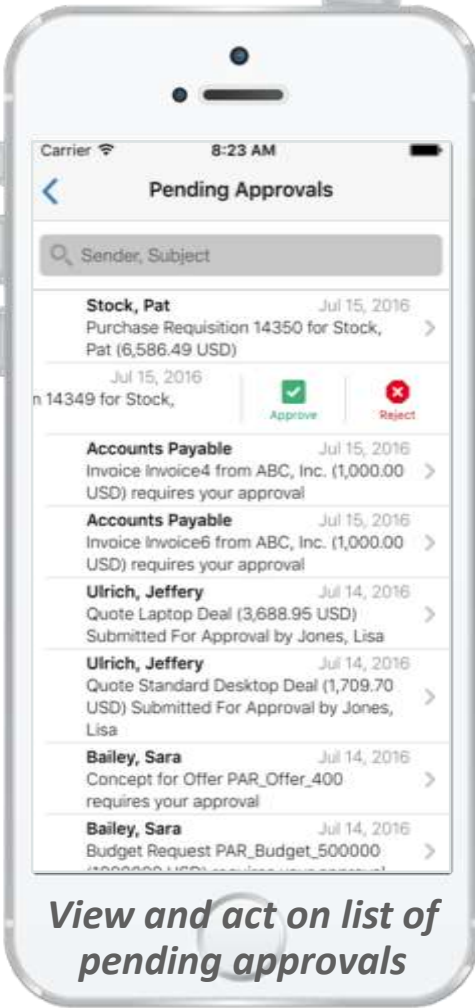 Carrier 8:23 AM
Pending Approvals
Sender, Subject
Stock, Pat Jul 15, 2016
Purchase Requisition 14350 for Stock,
Pat (6,586.49 USD)
Jul 15, 2016
n 14349 for Stock,
Approve Reject
Accounts Payable Jul 15, 2016
Invoice Invoice4 from ABC, Inc. (1,000.00
USD) requires your approval
Accounts Payable Jul 15, 2016
Invoice Invoice6 from ABC, Inc. (1,000.00
USD) requires your approval
Ulrich, Jeffery Jul 14, 2016
Quote Laptop Deal (3,688.95 USD)
Submitted For Approval by Jones, Lisa
Ulrich, Jeffery Jul 14, 2016
Quote Standard Desktop Deal (1,709.70
USD) Submitted For Approval by Jones,
Lisa
Bailey, Sara Jul 14, 2016
Concept for Offer PAR_Offer_400
requires your approval
Bailey, Sara Jul 14, 2016
Budget Request PAR_Budget_500000
View and act on list of
pending approvals